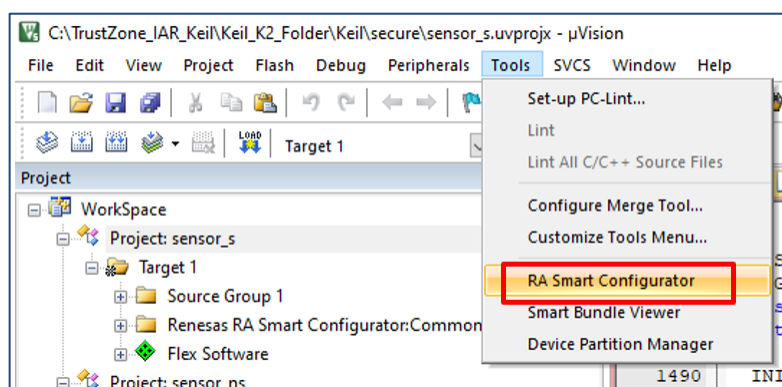 C:\TrustZone_IAR_Keil\Keil_K2_Folder\Keil\secure\sensor_s.uvprojx - µVision
File Edit View Project Flash Debug Peripherals Tools SVCS Window Help
LOAD
Target 1
Project
WorkSpace
Project: sensor_s
Target 1
Source Group 1
Renesas RA Smart Configurator:Common
Flex Software
Project: sensor_ns
Set-up PC-Lint...
Lint
Lint All C/C++ Source Files
Configure Merge Tool...
Customize Tools Menu...
RA Smart Configurator
Smart Bundle Viewer
Device Partition Manager
1490 INI